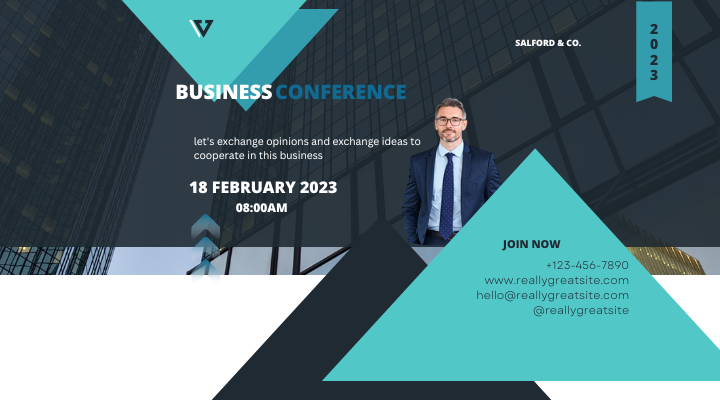 SALFORD & CO.
2
0
2
3
BUSINESS CONFERENCE
let's exchange opinions and exchange ideas to
cooperate in this business
18 FEBRUARY 2023
08:00AM
JOIN NOW
+123-456-7890
www.reallygreatsite.com
hello@reallygreatsite.com
@reallygreatsite